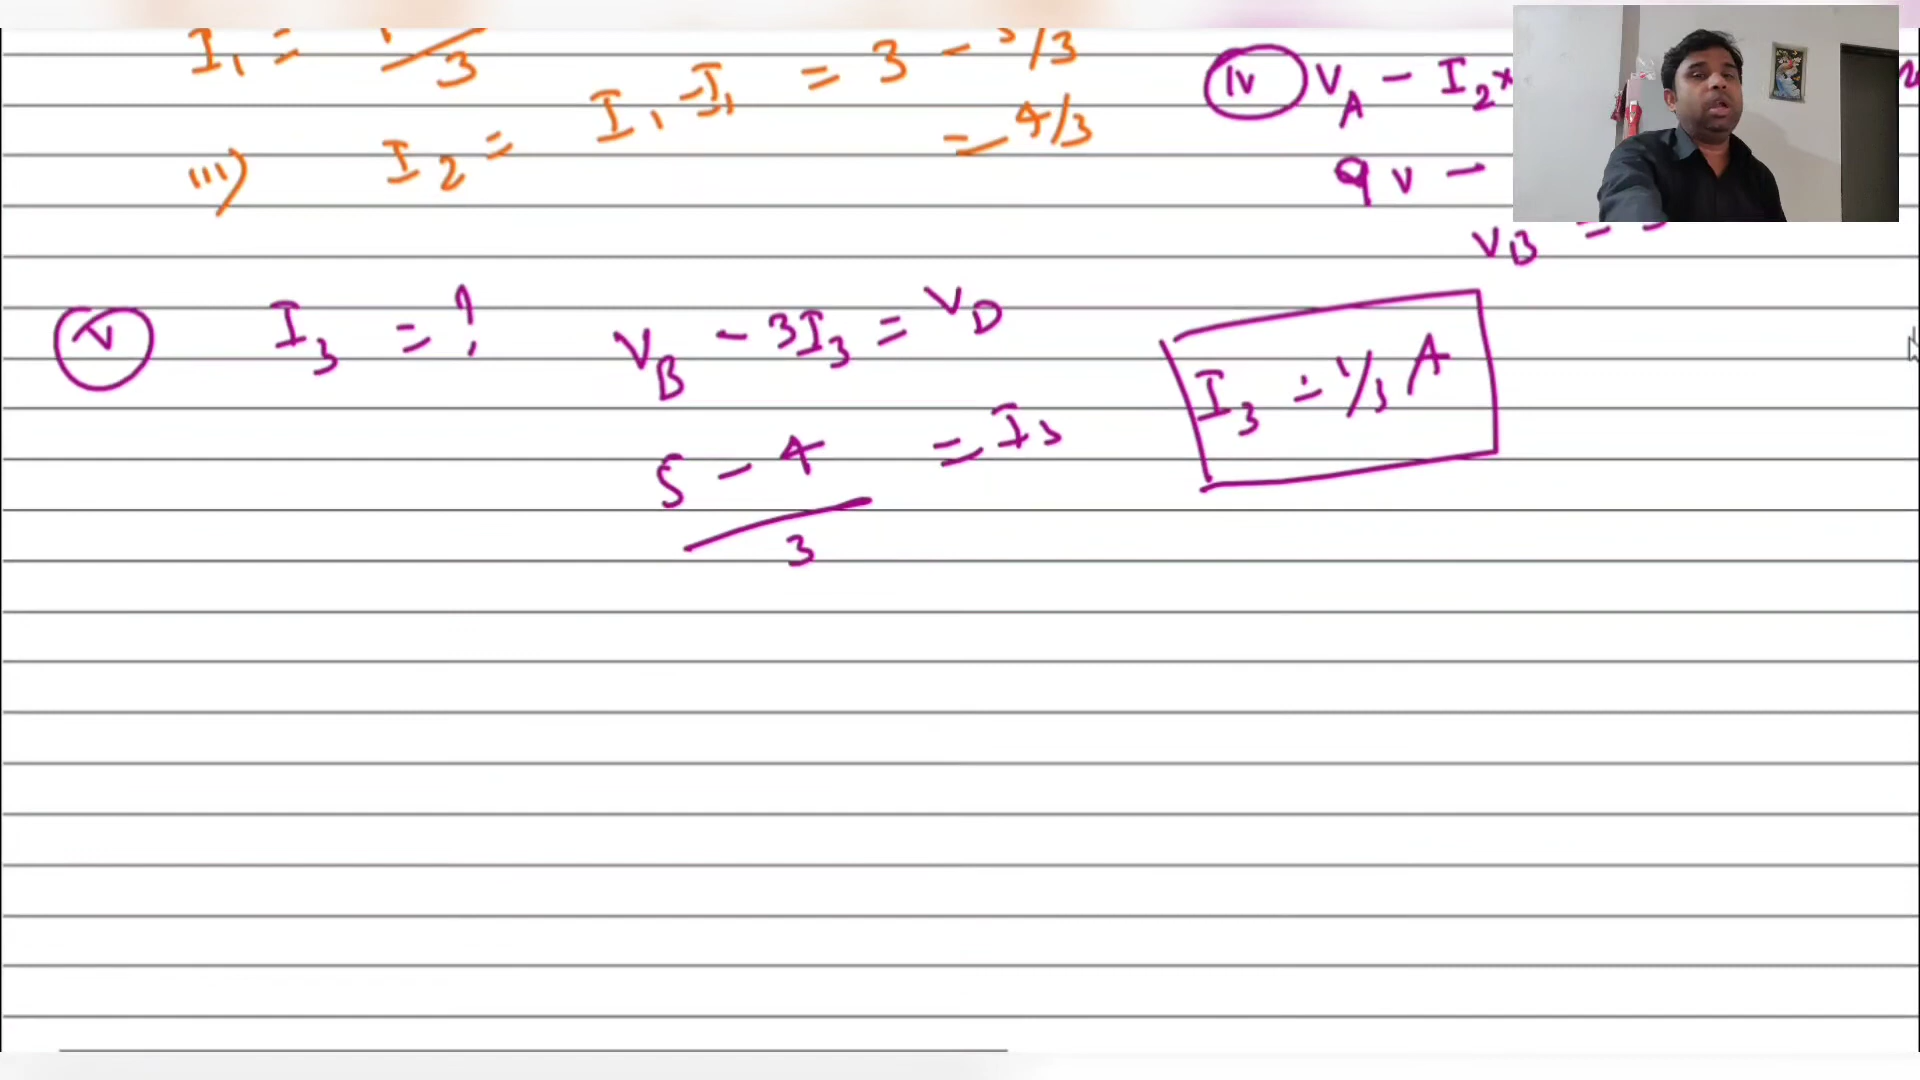 I₁ = /3
iii) I₂ = I₁ - I₁ = 3 - /3
= 4/3
iv V_A - I₂×
9V -
V_B =
v I₃ = ? V_B - 3I₃ = V_D
5 - 4 / 3 = I₃
I₃ = 1/3 A